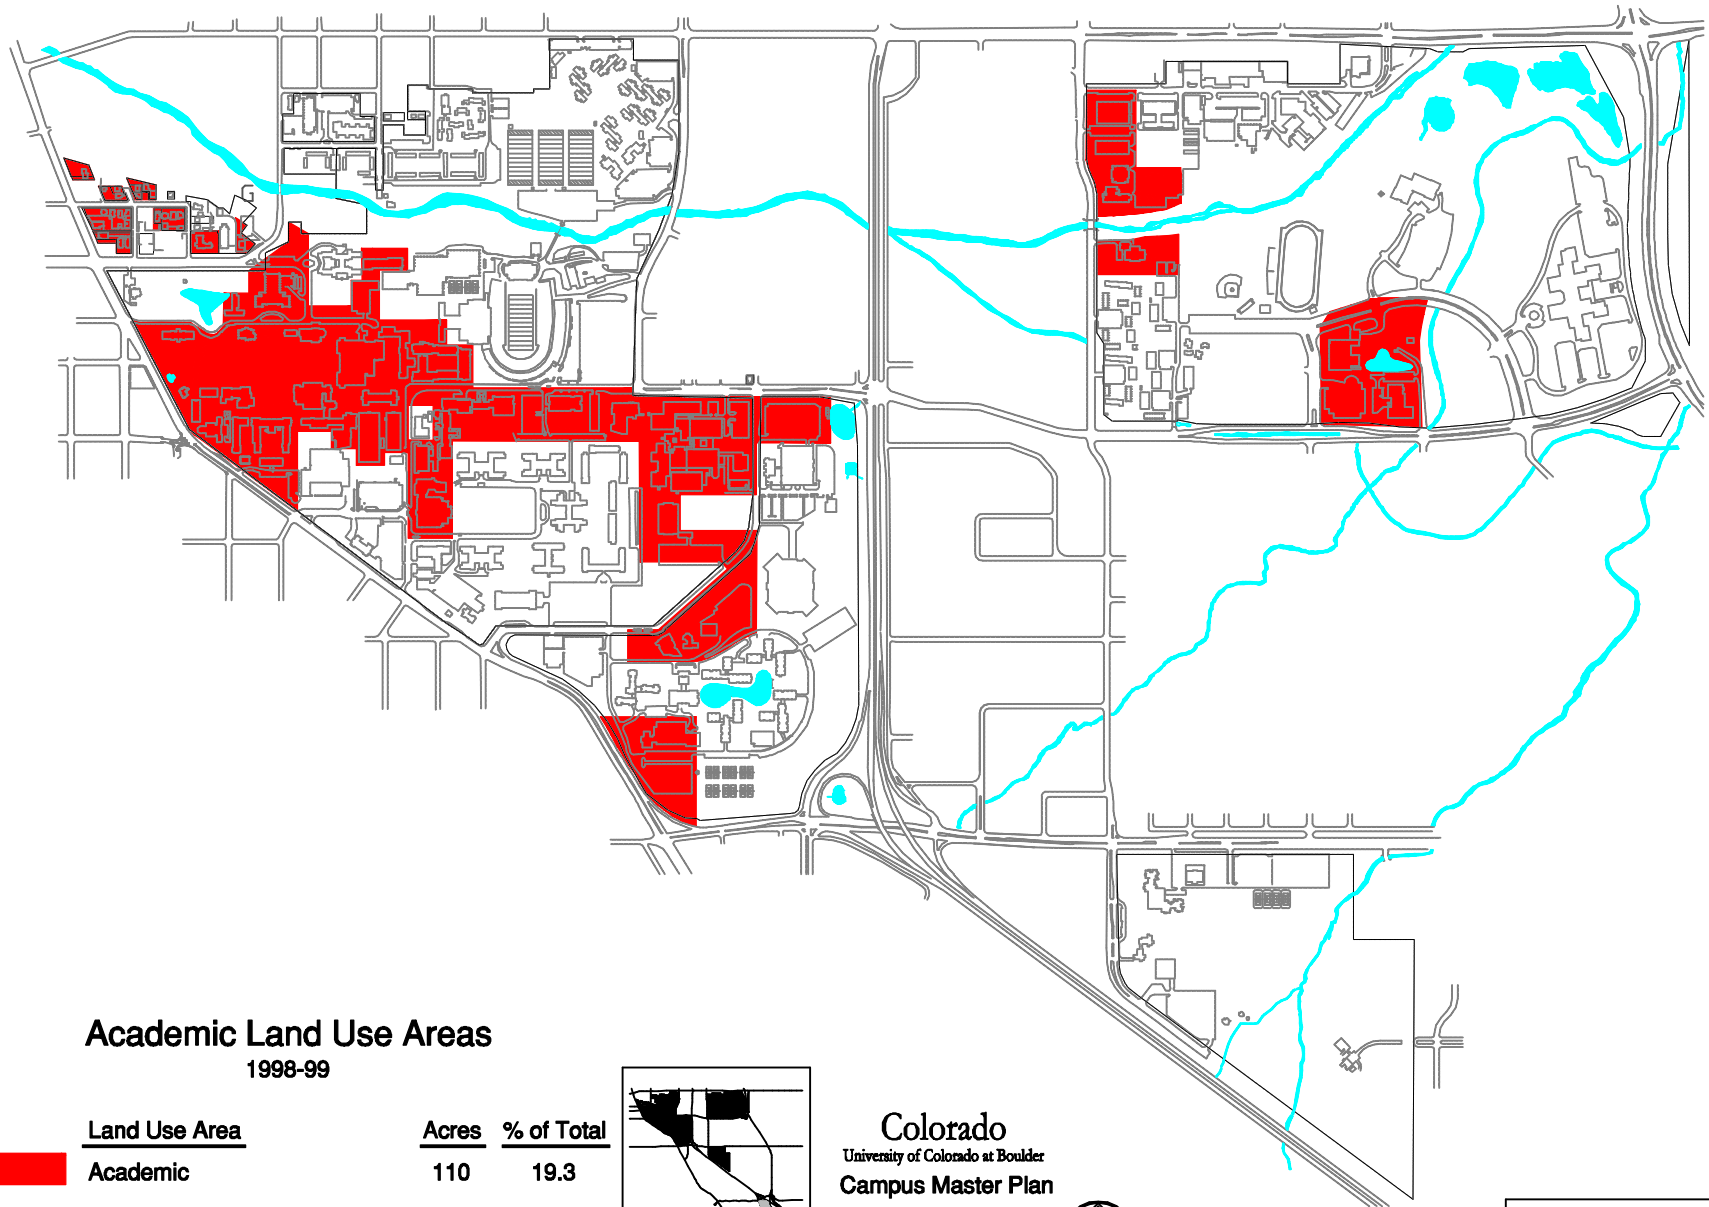 Academic Land Use Areas
1998-99
Land Use Area Acres % of Total
Academic 110 19.3
Colorado
University of Colorado at Boulder
Campus Master Plan